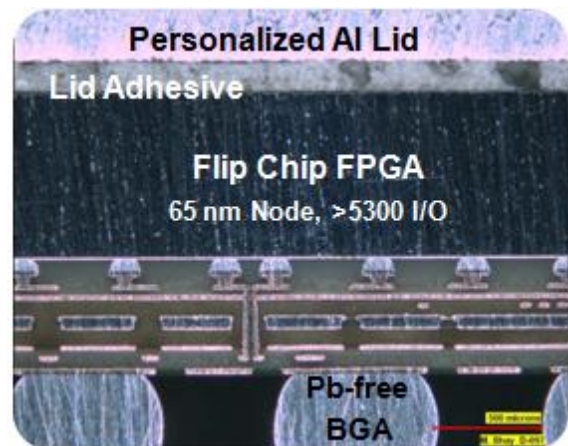 Personalized Al Lid
Lid Adhesive
Flip Chip FPGA
65 nm Node, >5300 I/O
Pb-free
BGA
500 microns